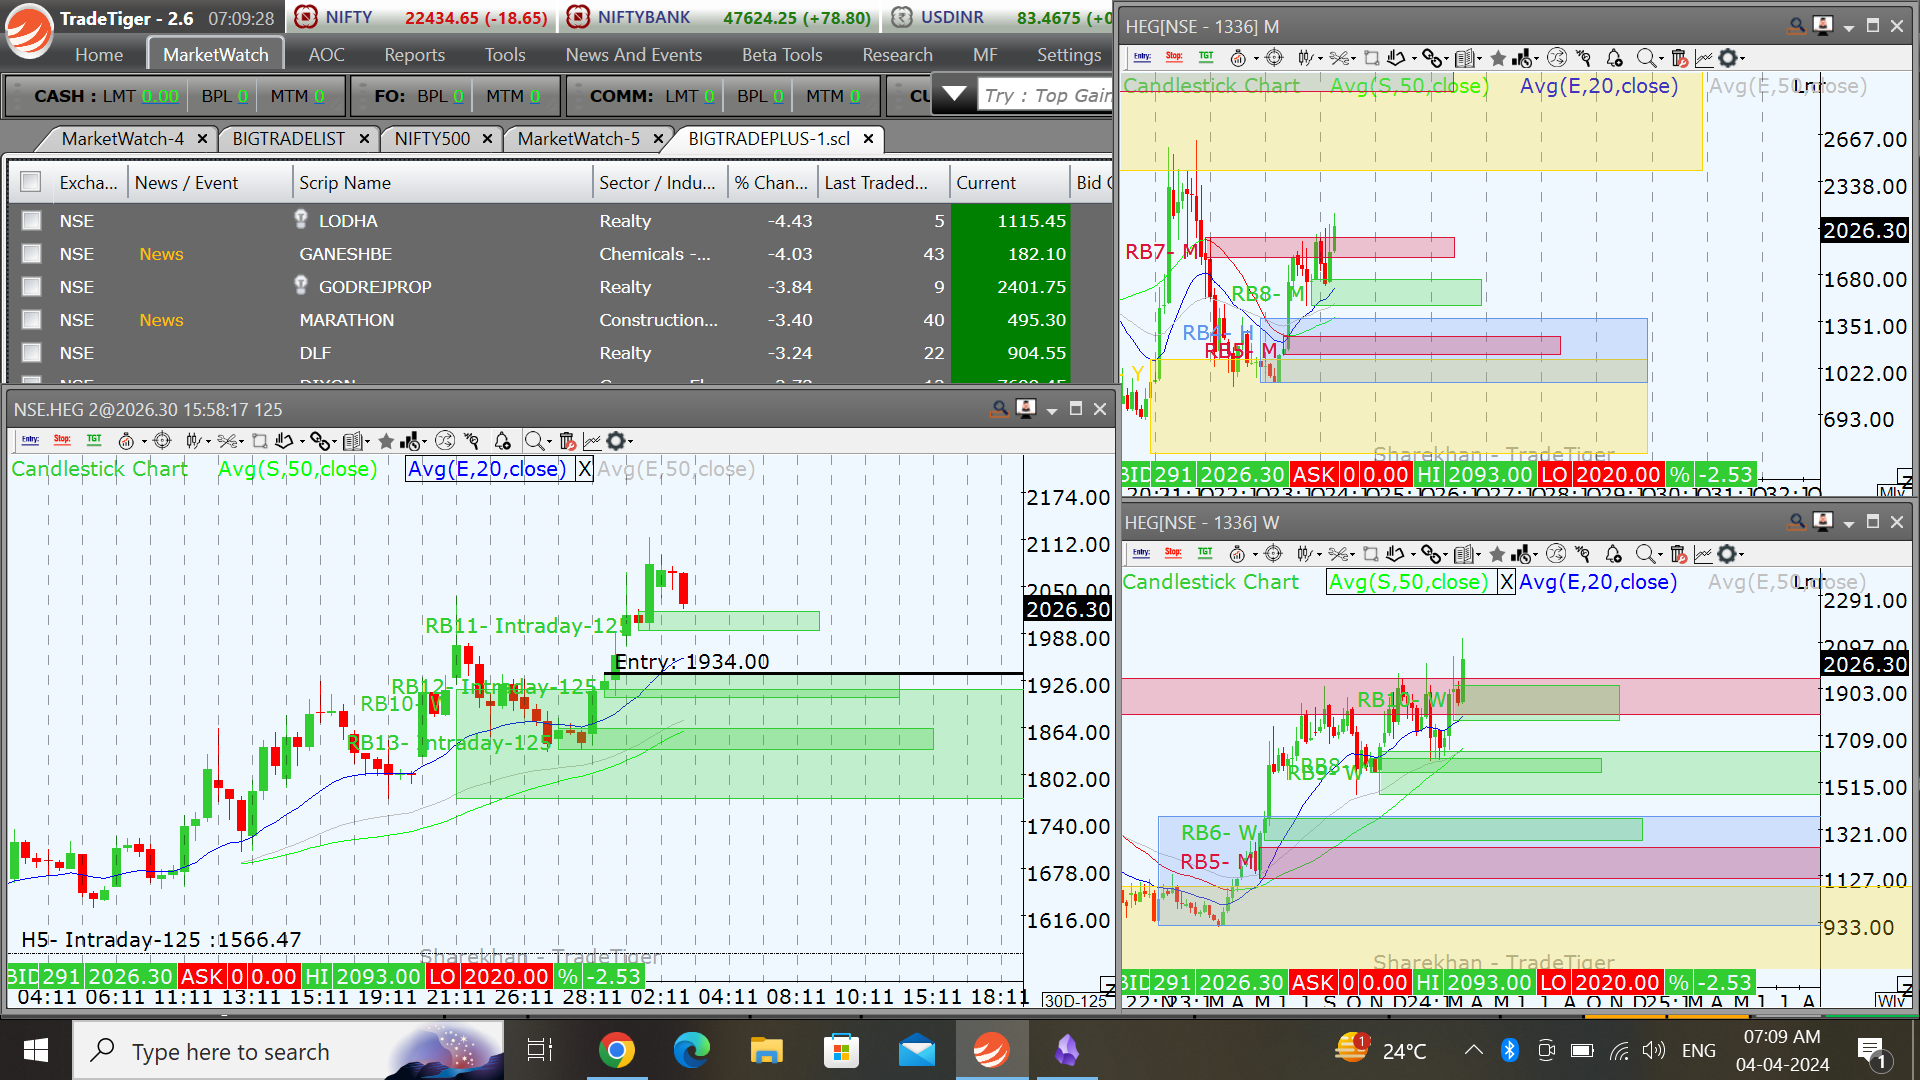 TradeTiger - 2.6 07:09:28 NIFTY 22434.65 (-18.65) NIFTYBANK 47624.25 (+78.80) USDINR 83.4675 (+0
Home MarketWatch AOC Reports Tools News And Events Beta Tools Research MF Settings
CASH : LMT 0.00 BPL 0 MTM 0 FO: BPL 0 MTM 0 COMM: LMT 0 BPL 0 MTM 0 CU Try : Top Gain
MarketWatch-4 BIGTRADELIST NIFTY500 MarketWatch-5 BIGTRADEPLUS-1.scl
Excha... News / Event Scrip Name Sector / Indu... % Chan... Last Traded... Current Bid
NSE LODHA Realty -4.43 5 1115.45
NSE News GANESHBE Chemicals -... -4.03 43 182.10
NSE GODREJPROP Realty -3.84 9 2401.75
NSE News MARATHON Construction... -3.40 40 495.30
NSE DLF Realty -3.24 22 904.55
NSE.HEG 2@2026.30 15:58:17 125
Entry: Stop: TGT
Candlestick Chart Avg(S,50,close) Avg(E,20,close) X Avg(E,50,close)
2174.00
2112.00
2050.00
2026.30
RB11- Intraday-125
1988.00
Entry: 1934.00
RB12- Intraday-125
1926.00
RB10- W
RB13- Intraday-125
1864.00
1802.00
1740.00
1678.00
1616.00
H5- Intraday-125 :1566.47
Sharekhan - TradeTiger
BID 291 2026.30 ASK 0 0.00 HI 2093.00 LO 2020.00 % -2.53
04:11 06:11 11:11 13:11 15:11 19:11 21:11 26:11 28:11 02:11 04:11 08:11 10:11 15:11 18:11 30D-125
HEG[NSE - 1336] M
Entry: Stop: TGT
Candlestick Chart Avg(S,50,close) Avg(E,20,close) Avg(E,50,close) Lnr
2667.00
2338.00
2026.30
RB7- M
1680.00
RB8- M
RB4- H
1351.00
RB5- M
Y
1022.00
693.00
Sharekhan - TradeTiger
BID 291 2026.30 ASK 0 0.00 HI 2093.00 LO 2020.00 % -2.53
Mly
HEG[NSE - 1336] W
Entry: Stop: TGT
Candlestick Chart Avg(S,50,close) X Avg(E,20,close) Avg(E,50,close) Lnr
2291.00
2097.00
2026.30
RB10- W
1903.00
1709.00
RB8-
RB9- W
1515.00
RB6- W
1321.00
RB5- M
1127.00
933.00
Sharekhan - TradeTiger
BID 291 2026.30 ASK 0 0.00 HI 2093.00 LO 2020.00 % -2.53
Wly
Type here to search
1 24°C ENG 07:09 AM
04-04-2024 1